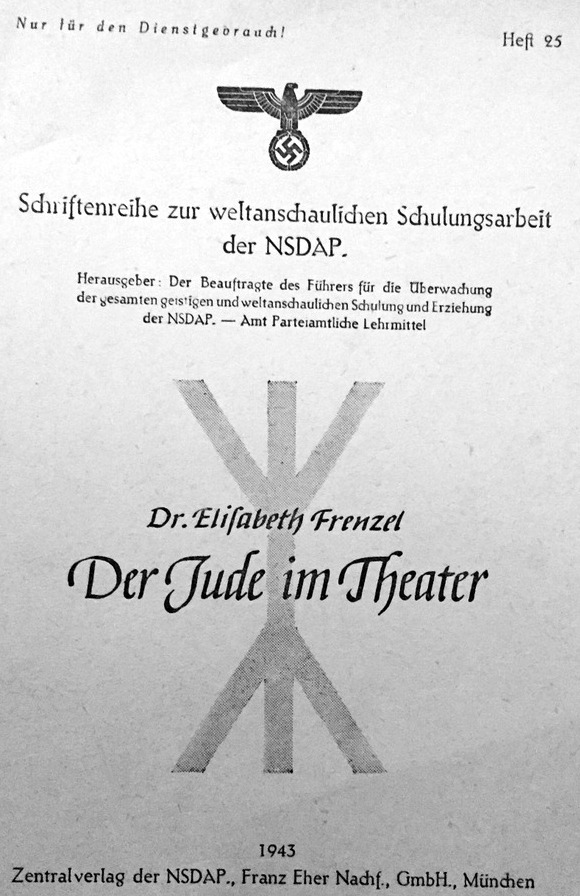 Nur für den Dienstgebrauch!
Heft 25
Schriftenreihe zur weltanschaulichen Schulungsarbeit
der NSDAP.
Herausgeber: Der Beauftragte des Führers für die Überwachung
der gesamten geistigen und weltanschaulichen Schulung und Erziehung
der NSDAP. — Amt Parteiamtliche Lehrmittel
Dr. Eliſabeth Frenzel
Der Jude im Theater
1943
Zentralverlag der NSDAP., Franz Eher Nachf., GmbH., München